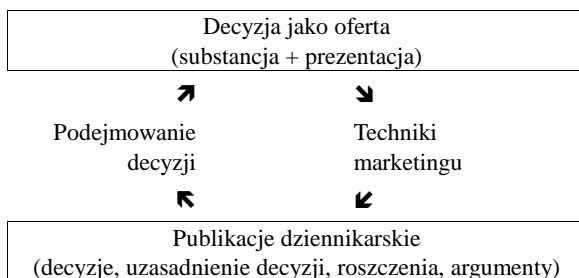 Decyzja jako oferta
(substancja + prezentacja)
Podejmowanie Techniki
decyzji marketingu
Publikacje dziennikarskie
(decyzje, uzasadnienie decyzji, roszczenia, argumenty)